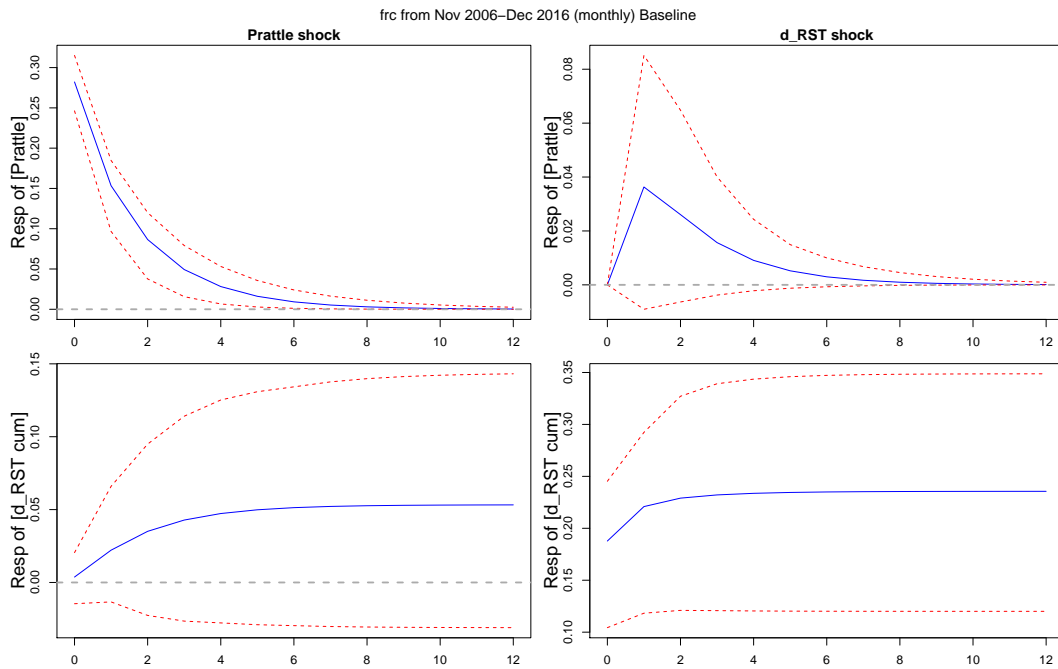 frc from Nov 2006–Dec 2016 (monthly) Baseline
Prattle shock
d_RST shock
Resp of [Prattle]
0.00 0.05 0.10 0.15 0.20 0.25 0.30
0 2 4 6 8 10 12
Resp of [Prattle]
0.00 0.02 0.04 0.06 0.08
0 2 4 6 8 10 12
Resp of [d_RST cum]
0.00 0.05 0.10 0.15
0 2 4 6 8 10 12
Resp of [d_RST cum]
0.10 0.15 0.20 0.25 0.30 0.35
0 2 4 6 8 10 12